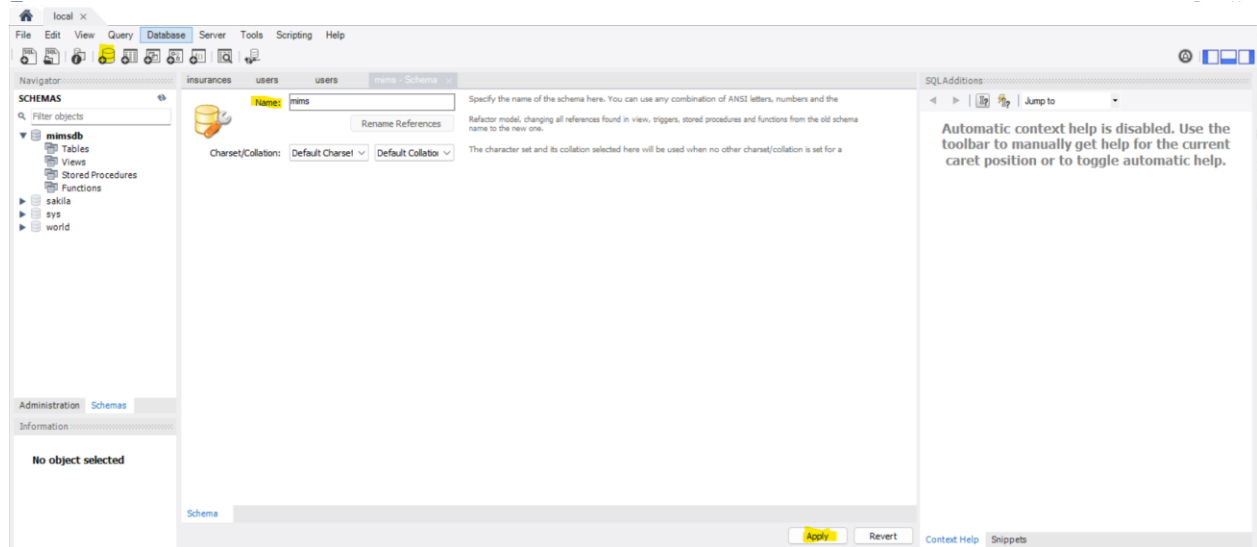 local ×
File Edit View Query Database Server Tools Scripting Help
Navigator
SCHEMAS
Filter objects
mimsdb
Tables
Views
Stored Procedures
Functions
sakila
sys
world
Administration Schemas
Information
No object selected
insurances users users mims - Schema ×
Name: mims
Specify the name of the schema here. You can use any combination of ANSI letters, numbers and the
Rename References
Refactor model, changing all references found in view, triggers, stored procedures and functions from the old schema
name to the new one.
Charset/Collation: Default Charset Default Collation
The character set and its collation selected here will be used when no other charset/collation is set for a
Schema
Apply Revert
SQLAdditions
Jump to
Automatic context help is disabled. Use the
toolbar to manually get help for the current
caret position or to toggle automatic help.
Context Help Snippets